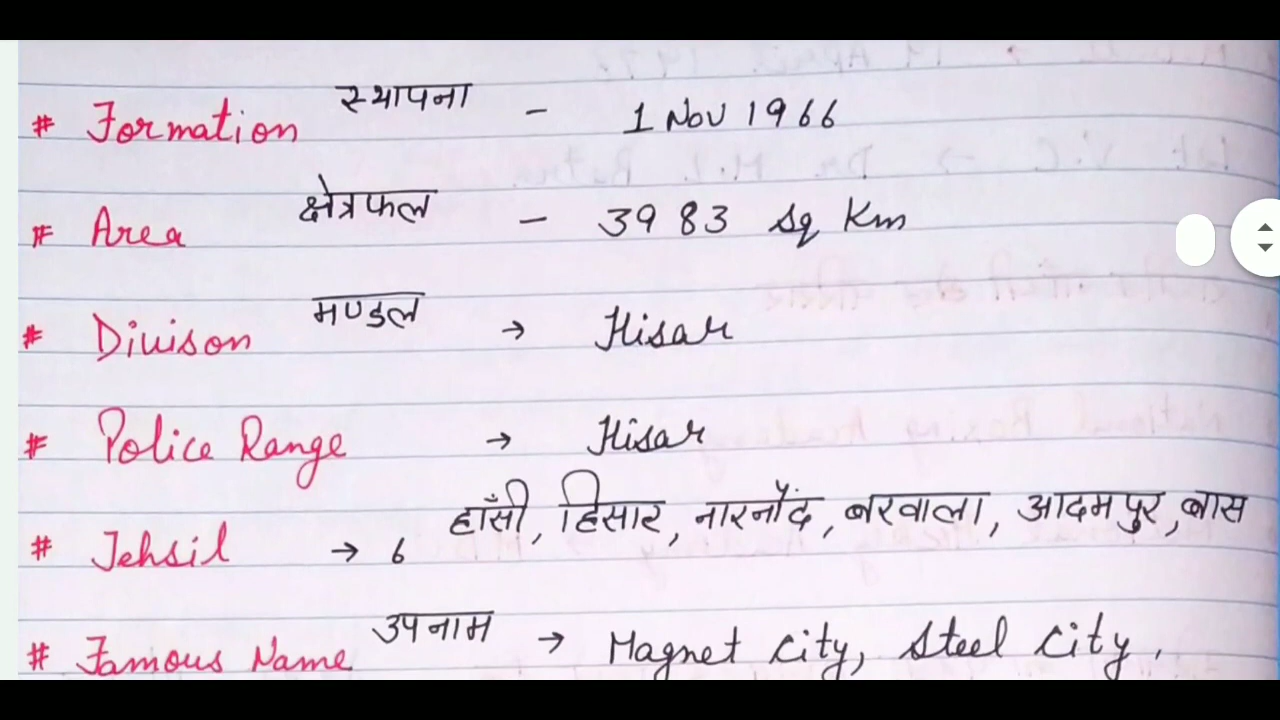 # Formation स्थापना - 1 Nov 1966
# Area क्षेत्रफल - 3983 sq Km
# Divison मण्डल → Hisar
# Police Range → Hisar
# Tehsil → 6 हाँसी, हिसार, नारनौंद, बरवाला, आदमपुर, बास
# Famous Name उपनाम → Magnet City, Steel City,